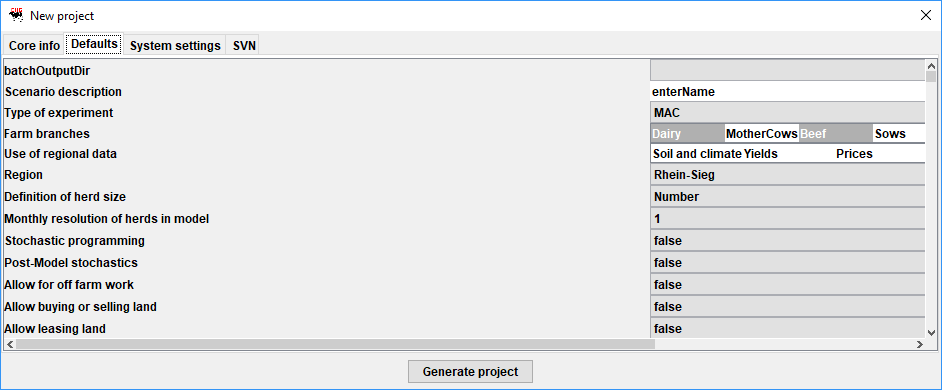 New project
Core info Defaults System settings SVN
batchOutputDir
Scenario description enterName
Type of experiment MAC
Farm branches Dairy MotherCows Beef Sows
Use of regional data Soil and climate Yields Prices
Region Rhein-Sieg
Definition of herd size Number
Monthly resolution of herds in model 1
Stochastic programming false
Post-Model stochastics false
Allow for off farm work false
Allow buying or selling land false
Allow leasing land false
Generate project